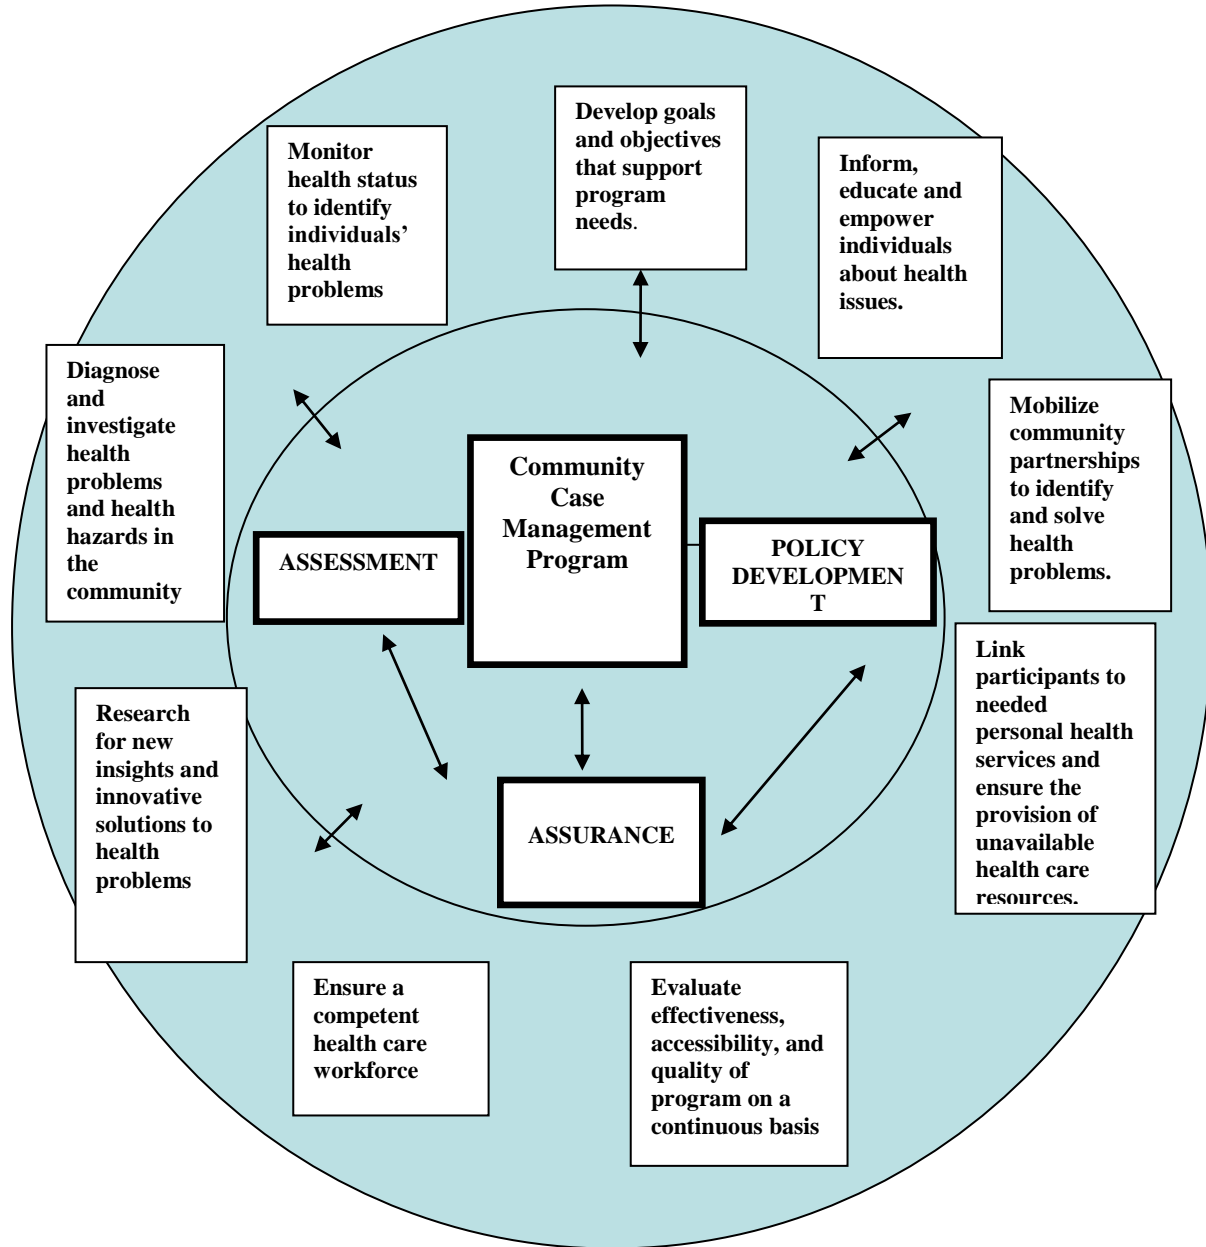 Develop goals
and objectives
that support
program
needs.
Monitor
health status
to identify
individuals’
health
problems
Inform,
educate and
empower
individuals
about health
issues.
Diagnose
and
investigate
health
problems
and health
hazards in
the
community
Mobilize
community
partnerships
to identify
and solve
health
problems.
Community
Case
Management
Program
ASSESSMENT
POLICY
DEVELOPMEN
T
Link
participants to
needed
personal health
services and
ensure the
provision of
unavailable
health care
resources.
Research
for new
insights and
innovative
solutions to
health
problems
ASSURANCE
Ensure a
competent
health care
workforce
Evaluate
effectiveness,
accessibility, and
quality of
program on a
continuous basis